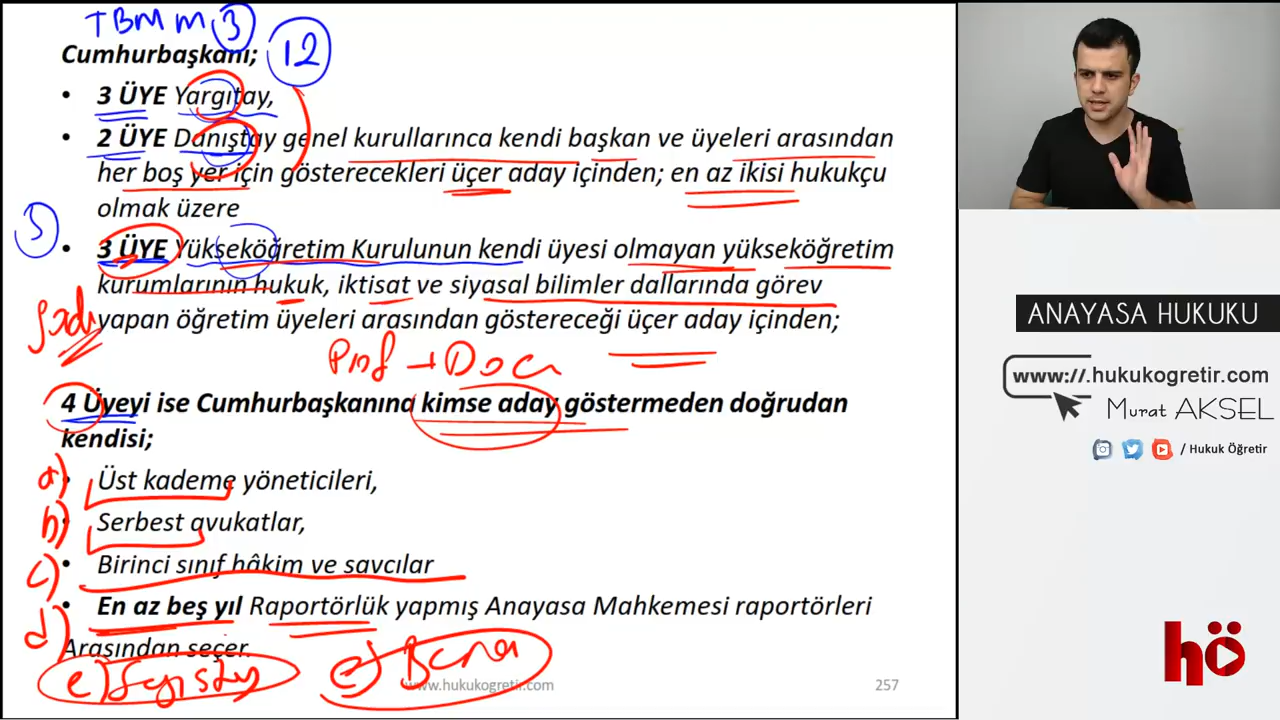 TBMM 3
12
Cumhurbaşkanı;
• 3 ÜYE Yargıtay,
• 2 ÜYE Danıştay genel kurullarınca kendi başkan ve üyeleri arasından
her boş yer için gösterecekleri üçer aday içinden; en az ikisi hukukçu
olmak üzere
• 3 ÜYE Yükseköğretim Kurulunun kendi üyesi olmayan yükseköğretim
kurumlarının hukuk, iktisat ve siyasal bilimler dallarında görev
yapan öğretim üyeleri arasından göstereceği üçer aday içinden;
Prof + Doç
4 Üyeyi ise Cumhurbaşkanına kimse aday göstermeden doğrudan
kendisi;
a) • Üst kademe yöneticileri,
b) • Serbest avukatlar,
c) • Birinci sınıf hâkim ve savcılar
d) • En az beş yıl Raportörlük yapmış Anayasa Mahkemesi raportörleri
Arasından seçer.
e) Sayıştay
e) Baro
www.hukukogretir.com
257
ANAYASA HUKUKU
www://.hukukogretir.com
Murat AKSEL
/ Hukuk Öğretir
hö